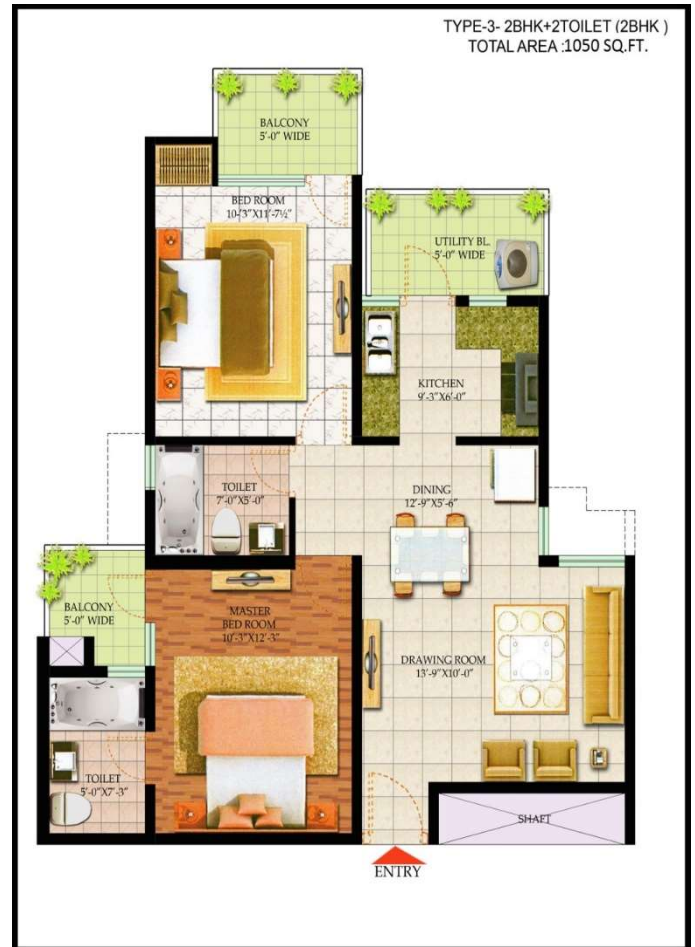 TYPE-3- 2BHK+2TOILET (2BHK )
TOTAL AREA :1050 SQ.FT.
BALCONY
5'-0" WIDE
BED ROOM
10-'3"X11'-7½"
UTILITY BL.
5'-0" WIDE
KITCHEN
9'-3"X6'-0"
TOILET
7'-0"X5'-0"
DINING
12'-9"X5'-6"
BALCONY
5'-0" WIDE
MASTER
BED ROOM
10'-3"X12'-3"
DRAWING ROOM
13'-9"X10'-0"
TOILET
5'-0"X7'-3"
SHAFT
ENTRY